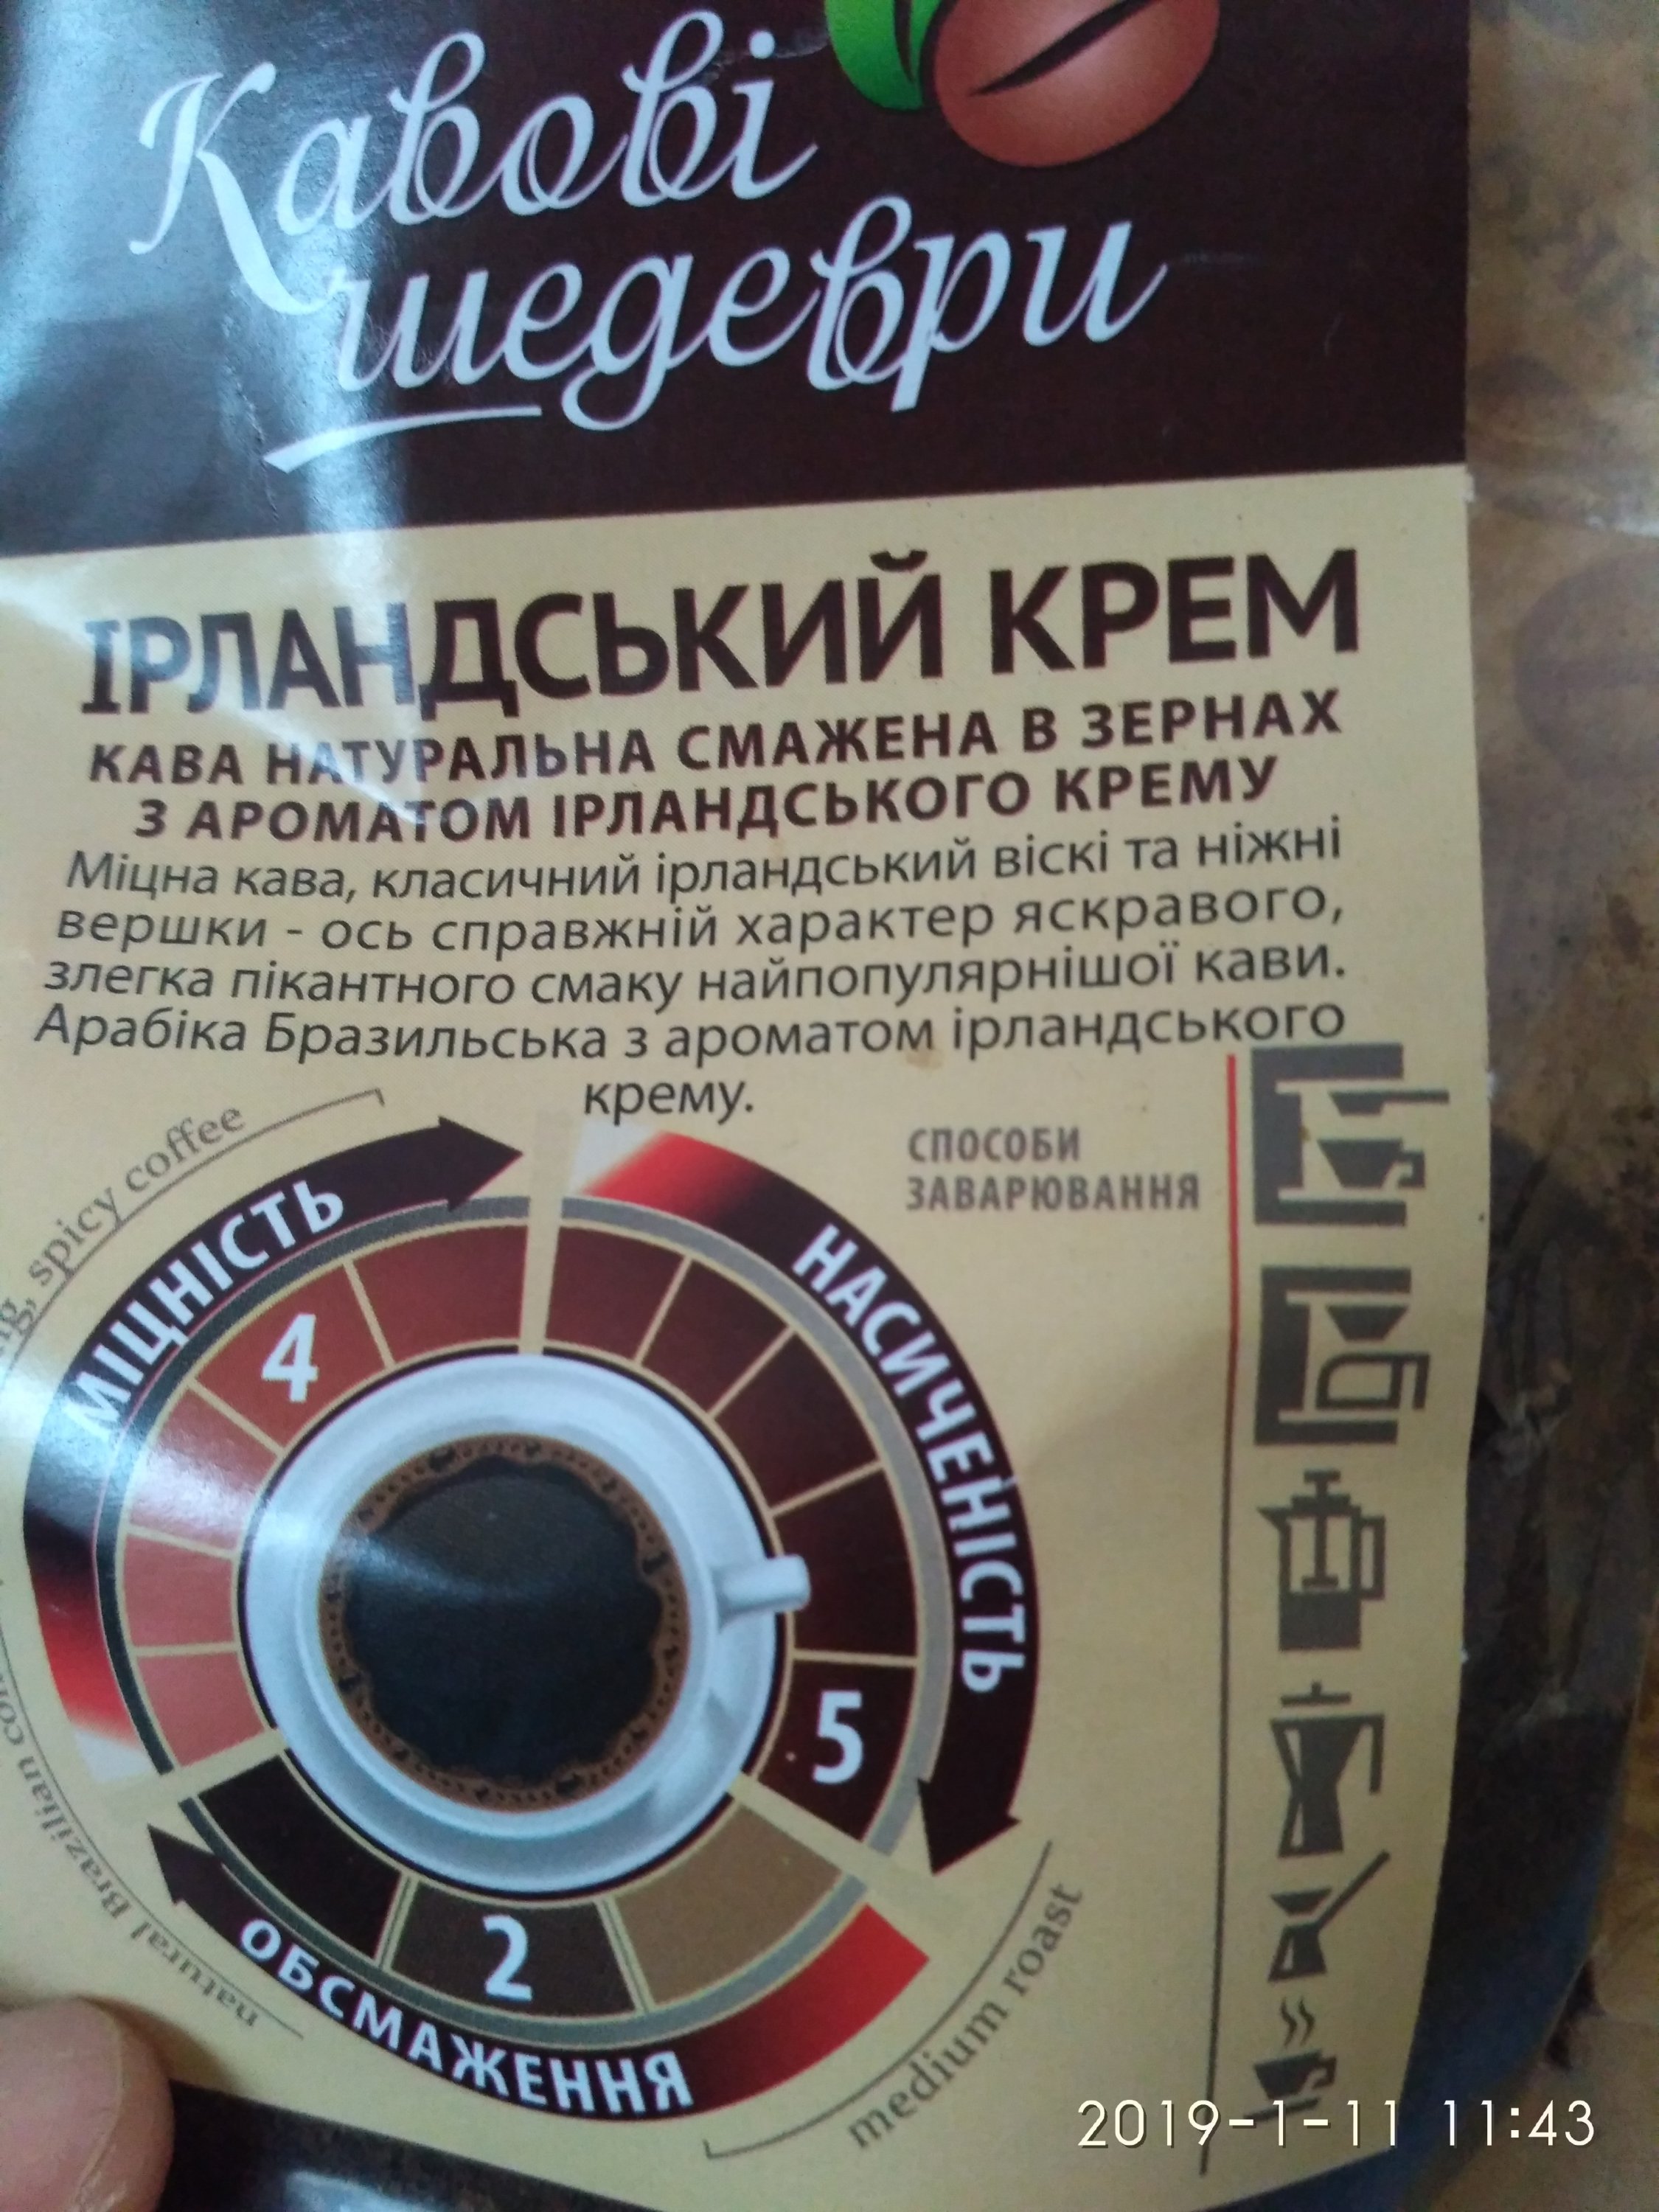 Кавові
шедеври
ІРЛАНДСЬКИЙ КРЕМ
КАВА НАТУРАЛЬНА СМАЖЕНА В ЗЕРНАХ
З АРОМАТОМ ІРЛАНДСЬКОГО КРЕМУ
Міцна кава, класичний ірландський віскі та ніжні
вершки - ось справжній характер яскравого,
злегка пікантного смаку найпопулярнішої кави.
Арабіка Бразильська з ароматом ірландського
крему.
spicy coffee
СПОСОБИ
ЗАВАРЮВАННЯ
МІЦНІСТЬ
4
НАСИЧЕНІСТЬ
5
ОБСМАЖЕННЯ
2
natural Brazilian
medium roast
2019-1-11 11:43